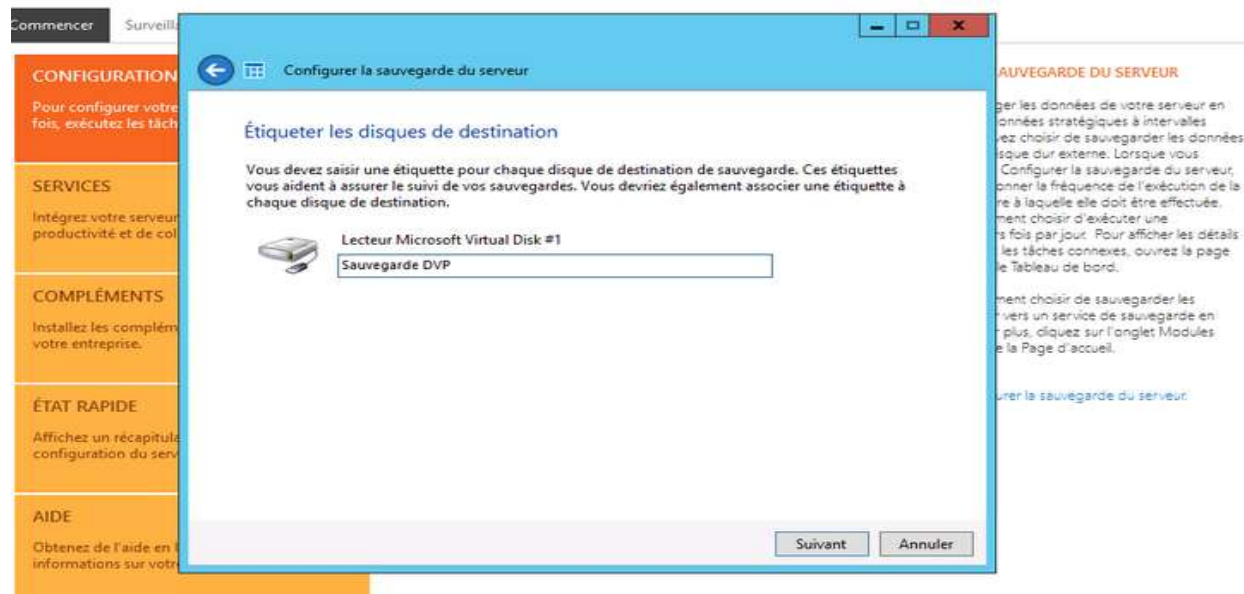 Commencer
Surveill
CONFIGURATION
Pour configurer votre
fois, exécutez les tâch
SERVICES
Intégrez votre serveur
productivité et de col
COMPLÉMENTS
Installez les complém
votre entreprise.
ÉTAT RAPIDE
Affichez un récapitula
configuration du serv
AIDE
Obtenez de l'aide en l
informations sur votre
Configurer la sauvegarde du serveur
Étiqueter les disques de destination
Vous devez saisir une étiquette pour chaque disque de destination de sauvegarde. Ces étiquettes
vous aident à assurer le suivi de vos sauvegardes. Vous devriez également associer une étiquette à
chaque disque de destination.
Lecteur Microsoft Virtual Disk #1
Sauvegarde DVP
Suivant
Annuler
AUVEGARDE DU SERVEUR
ger les données de votre serveur en
onnées stratégiques à intervalles
vez choisir de sauvegarder les données
isque dur externe. Lorsque vous
Configurer la sauvegarde du serveur,
onner la fréquence de l'exécution de la
re à laquelle elle doit être effectuée.
ment choisir d'exécuter une
rs fois par jour. Pour afficher les détails
les tâches connexes, ouvrez la page
le Tableau de bord.
ment choisir de sauvegarder les
r vers un service de sauvegarde en
r plus, cliquez sur l'onglet Modules
e la Page d'accueil.
urer la sauvegarde du serveur.